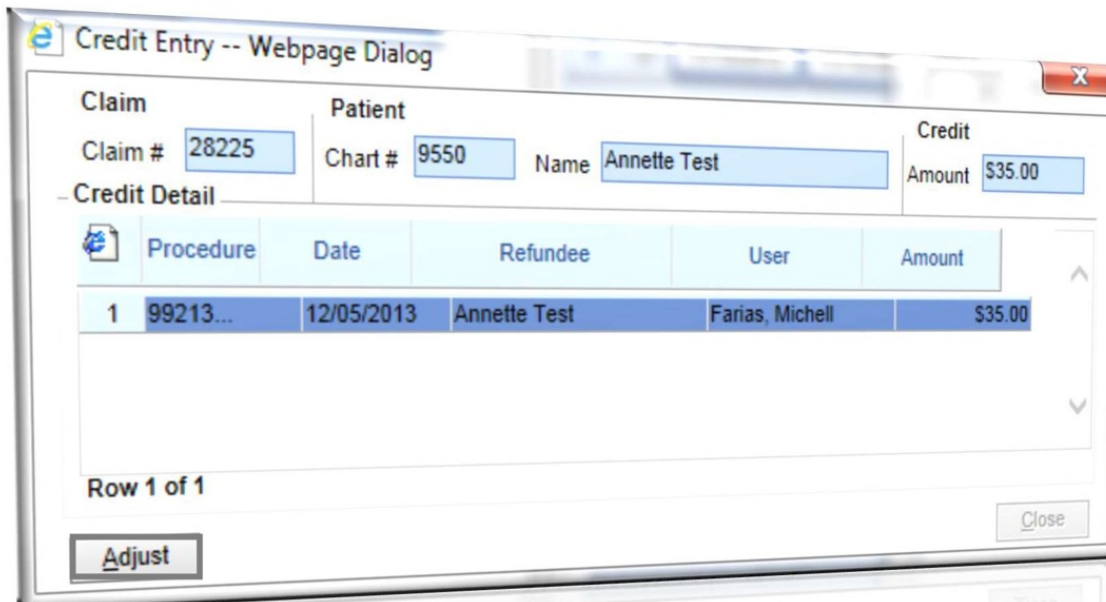 Credit Entry -- Webpage Dialog
X
Claim
Patient
Credit
Claim # 28225 Chart # 9550 Name Annette Test Amount $35.00
Credit Detail
Procedure Date Refundee User Amount
1 99213... 12/05/2013 Annette Test Farias, Michell $35.00
Row 1 of 1
Close
Adjust